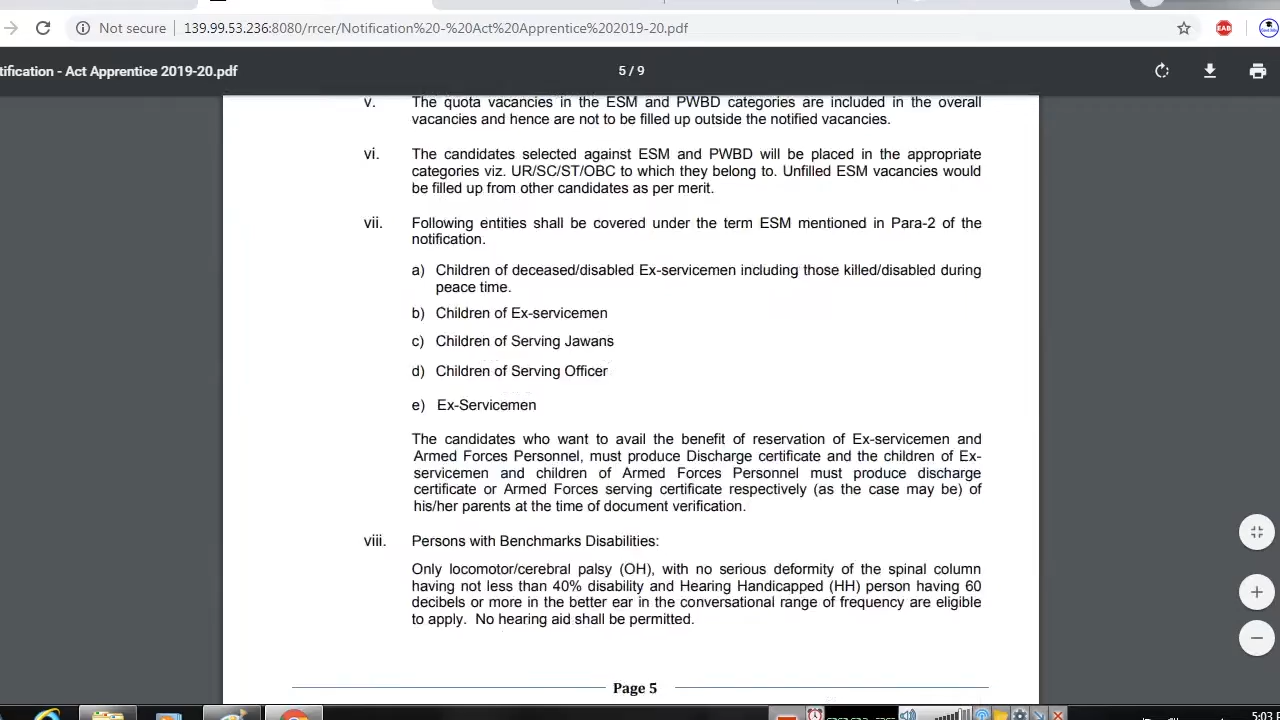 Not secure
139.99.53.236:8080/rrcer/Notification%20-%20Act%20Apprentice%202019-20.pdf
EAB
tification - Act Apprentice 2019-20.pdf
5 / 9
v. The quota vacancies in the ESM and PWBD categories are included in the overall
vacancies and hence are not to be filled up outside the notified vacancies.
vi. The candidates selected against ESM and PWBD will be placed in the appropriate
categories viz. UR/SC/ST/OBC to which they belong to. Unfilled ESM vacancies would
be filled up from other candidates as per merit.
vii. Following entities shall be covered under the term ESM mentioned in Para-2 of the
notification.
a) Children of deceased/disabled Ex-servicemen including those killed/disabled during
peace time.
b) Children of Ex-servicemen
c) Children of Serving Jawans
d) Children of Serving Officer
e) Ex-Servicemen
The candidates who want to avail the benefit of reservation of Ex-servicemen and
Armed Forces Personnel, must produce Discharge certificate and the children of Ex-
servicemen and children of Armed Forces Personnel must produce discharge
certificate or Armed Forces serving certificate respectively (as the case may be) of
his/her parents at the time of document verification.
viii. Persons with Benchmarks Disabilities:
Only locomotor/cerebral palsy (OH), with no serious deformity of the spinal column
having not less than 40% disability and Hearing Handicapped (HH) person having 60
decibels or more in the better ear in the conversational range of frequency are eligible
to apply. No hearing aid shall be permitted.
Page 5
5:03